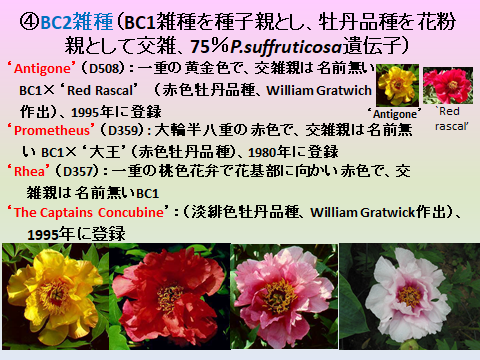 ④BC2雑種（BC1雑種を種子親とし、牡丹品種を花粉
親として交雑、75％P.suffruticosa遺伝子）
‘Antigone’（D508）：一重の黄金色で、交雑親は名前無い
BC1×‘Red Rascal’（赤色牡丹品種、William Gratwich
作出）、1995年に登録
‘Antigone’
‘Red
rascal’
‘Prometheus’（D359）：大輪半八重の赤色で、交雑親は名前無
い BC1×‘大王’（赤色牡丹品種）、1980年に登録
‘Rhea’（D357）：一重の桃色花弁で花基部に向かい赤色で、交
雑親は名前無いBC1
‘The Captains Concubine’：（淡緋色牡丹品種、William Gratwick作出）、
1995年に登録